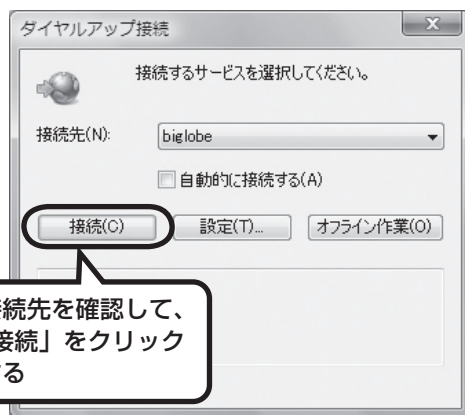 ダイヤルアップ接続
接続するサービスを選択してください。
接続先(N):
biglobe
自動的に接続する(A)
接続(C)
設定(T)...
オフライン作業(O)
続先を確認して、
接続」をクリック
る